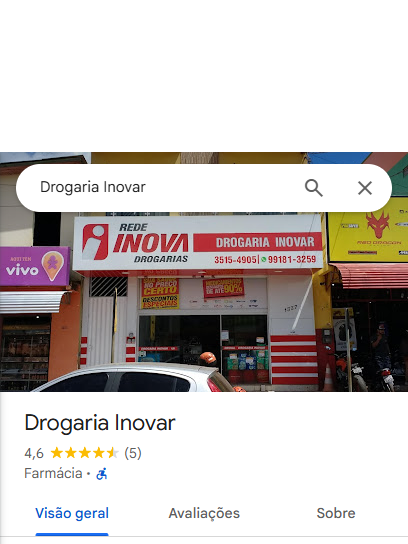 Drogaria Inovar
REDE
INOVA
DROGARIAS
DROGARIA INOVAR
3515-4905 | 99181-3259
vivo
RED DRAGON
NO PREÇO
CERTO
DESCONTOS
ESPECIAIS
Drogaria Inovar
4,6 (5)
Farmácia ·
Visão geral
Avaliações
Sobre